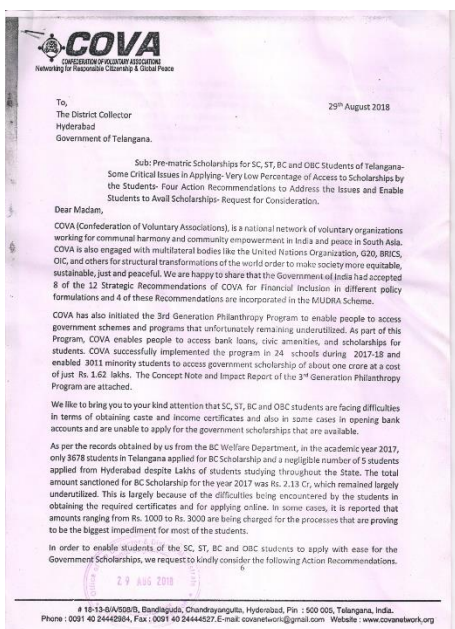 COVA
CONFEDERATION OF VOLUNTARY ASSOCIATIONS
Networking for Responsible Citizenship & Global Peace
29th August 2018
To,
The District Collector
Hyderabad
Government of Telangana.
Sub: Pre-matric Scholarships for SC, ST, BC and OBC Students of Telangana-
Some Critical Issues in Applying- Very Low Percentage of Access to Scholarships by
the Students- Four Action Recommendations to Address the Issues and Enable
Students to Avail Scholarships- Request for Consideration.
Dear Madam,
COVA (Confederation of Voluntary Associations), is a national network of voluntary organizations
working for communal harmony and community empowerment in India and peace in South Asia.
COVA is also engaged with multilateral bodies like the United Nations Organization, G20, BRICS,
OIC, and others for structural transformations of the world order to make society more equitable,
sustainable, just and peaceful. We are happy to share that the Government of India had accepted
8 of the 12 Strategic Recommendations of COVA for Financial Inclusion in different policy
formulations and 4 of these Recommendations are incorporated in the MUDRA Scheme.
COVA has also initiated the 3rd Generation Philanthropy Program to enable people to access
government schemes and programs that unfortunately remaining underutilized. As part of this
Program, COVA enables people to access bank loans, civic amenities, and scholarships for
students. COVA successfully implemented the program in 24 schools during 2017-18 and
enabled 3011 minority students to access government scholarship of about one crore at a cost
of just Rs. 1.62 lakhs. The Concept Note and Impact Report of the 3rd Generation Philanthropy
Program are attached.
We like to bring you to your kind attention that SC, ST, BC and OBC students are facing difficulties
in terms of obtaining caste and income certificates and also in some cases in opening bank
accounts and are unable to apply for the government scholarships that are available.
As per the records obtained by us from the BC Welfare Department, in the academic year 2017,
only 3678 students in Telangana applied for BC Scholarship and a negligible number of 5 students
applied from Hyderabad despite Lakhs of students studying throughout the State. The total
amount sanctioned for BC Scholarship for the year 2017 was Rs. 2.13 Cr, which remained largely
underutilized. This is largely because of the difficulties being encountered by the students in
obtaining the required certificates and for applying online. In some cases, it is reported that
amounts ranging from Rs. 1000 to Rs. 3000 are being charged for the processes that are proving
to be the biggest impediment for most of the students.
In order to enable students of the SC, ST, BC and OBC students to apply with ease for the
Government Scholarships, we request to kindly consider the following Action Recommendations.
6
29 AUG 2018
# 18-13-8/A/508/B, Bandlaguda, Chandrayangutta, Hyderabad, Pin : 500 005, Telangana, India.
Phone : 0091 40 24442984, Fax : 0091 40 24444527.E-mail: covanetwork@gmail.com Website : www.covanetwork.org